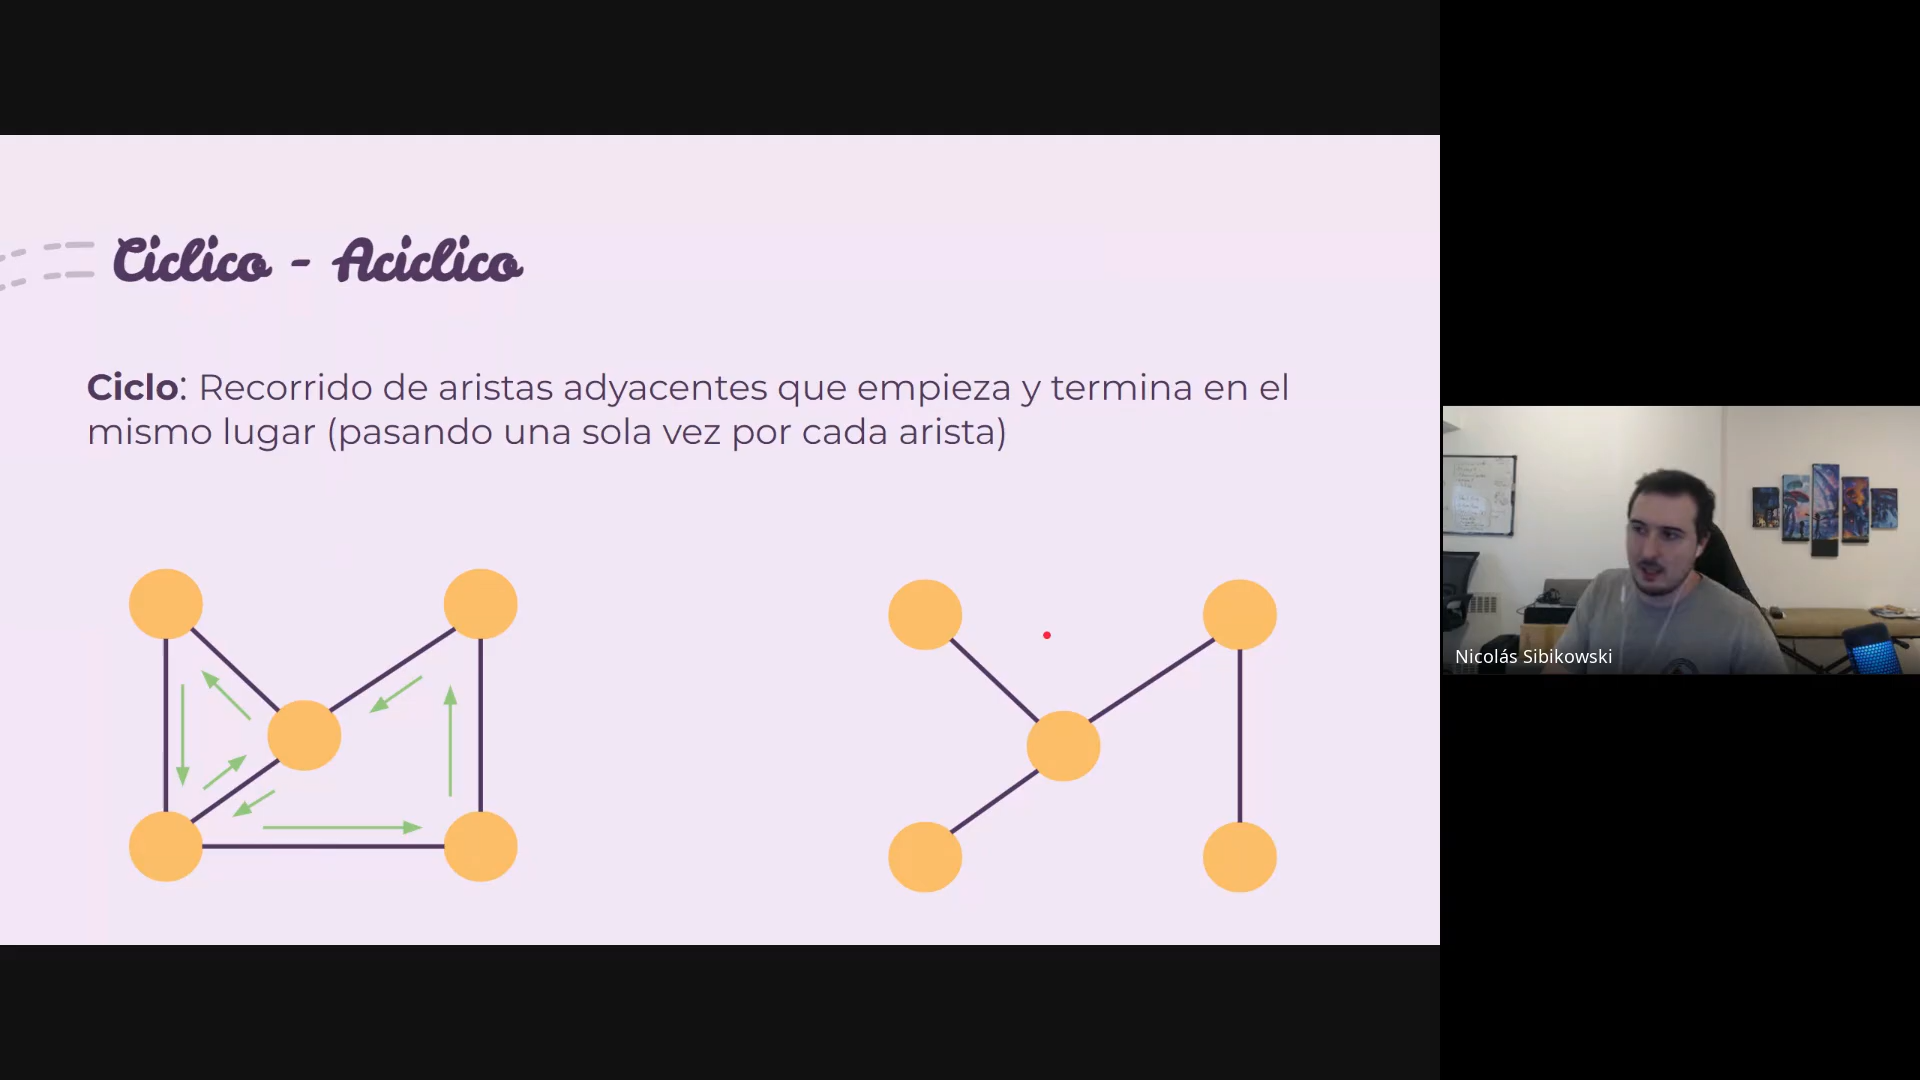 Ciclico - Aciclico
Ciclo: Recorrido de aristas adyacentes que empieza y termina en el
mismo lugar (pasando una sola vez por cada arista)
Nicolás Sibikowski